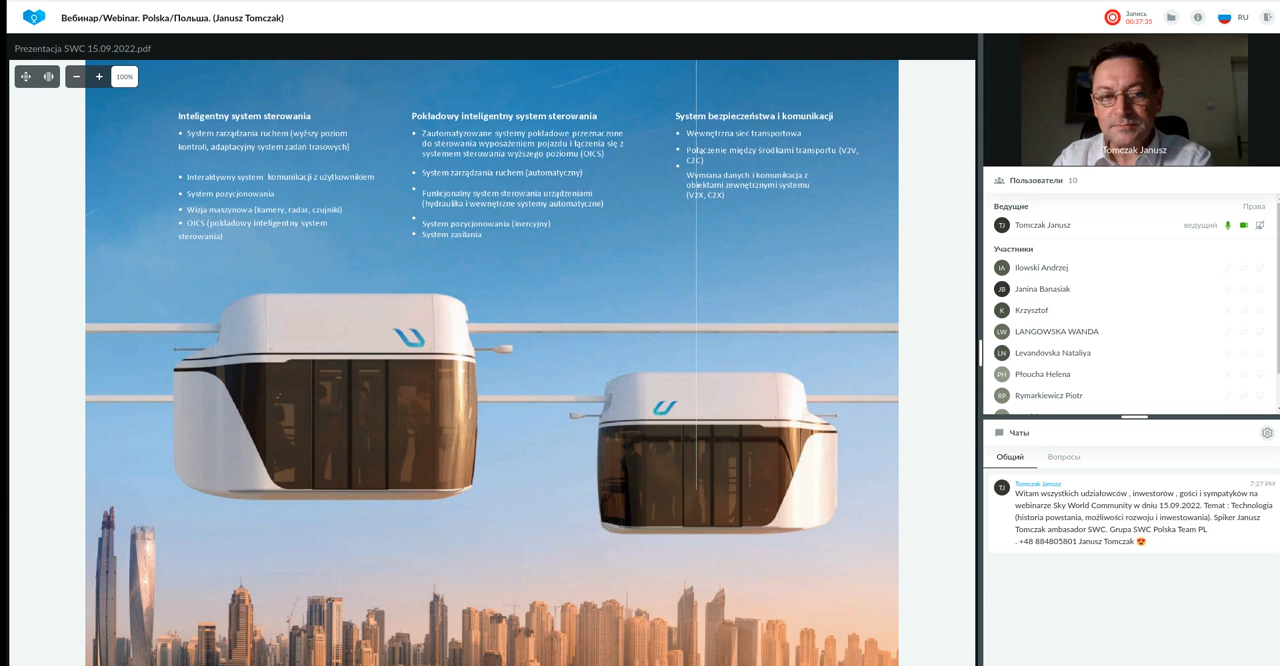 Вебинар/Webinar. Polska/Польша. (Janusz Tomczak)
Запись
00:37:35
RU
Prezentacja SWC 15.09.2022.pdf
100%
Inteligentny system sterowania
• System zarządzania ruchem (wyższy poziom
kontroli, adaptacyjny system zadań trasowych)
• Interaktywny system komunikacji z użytkownikiem
• System pozycjonowania
• Wizja maszynowa (kamery, radar, czujniki)
• OICS (pokładowy inteligentny system
sterowania)
Pokładowy inteligentny system sterowania
• Zautomatyzowane systemy pokładowe przeznaczone
do sterowania wyposażeniem pojazdu i łączenia się z
systemem sterowania wyższego poziomu (OICS)
• System zarządzania ruchem (automatyczny)
•
Funkcjonalny system sterowania urządzeniami
(hydraulika i wewnętrzne systemy automatyczne)
•
System pozycjonowania (inercyjny)
• System zasilania
System bezpieczeństwa i komunikacji
• Wewnętrzna sieć transportowa
• Połączenie między środkami transportu (V2V,
C2C)
•
Wymiana danych i komunikacja z
obiektami zewnętrznymi systemu
(V2X, C2X)
Tomczak Janusz
Пользователи 10
Ведущие Права
TJ Tomczak Janusz ведущий
Участники
IA Ilowski Andrzej
JB Janina Banasiak
K Krzysztof
LW LANGOWSKA WANDA
LN Levandovska Nataliya
PH Płoucha Helena
RP Rymarkiewicz Piotr
Чаты
Общий Вопросы
TJ Tomczak Janusz 7:27 PM
Witam wszystkich udziałowców , inwestorów , gości i sympatyków na
webinarze Sky World Community w dniu 15.09.2022. Temat : Technologia
(historia powstania, możliwości rozwoju i inwestowania). Spiker Janusz
Tomczak ambasador SWC. Grupa SWC Polska Team PL
. +48 884805801 Janusz Tomczak 😍